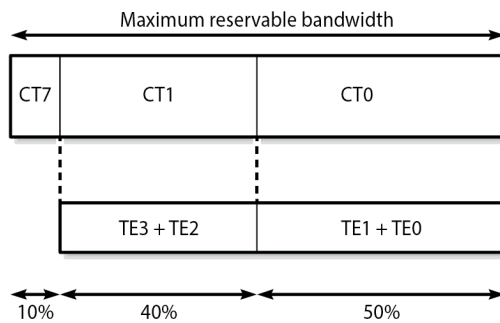 Maximum reservable bandwidth
CT7 CT1 CT0
TE3 + TE2 TE1 + TE0
10% 40% 50%